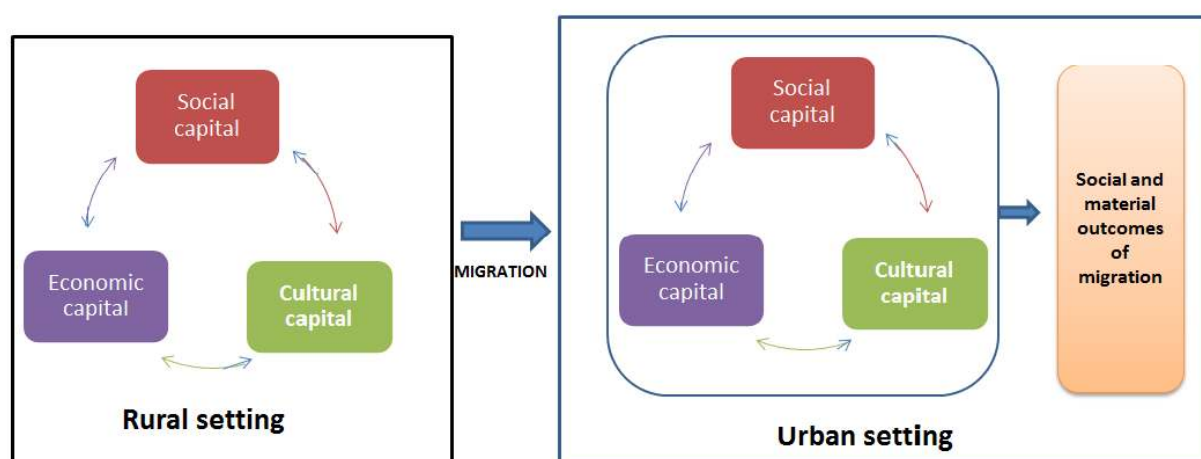 Social
capital
Economic
capital
Cultural
capital
Rural setting
MIGRATION
Social
capital
Economic
capital
Cultural
capital
Urban setting
Social and
material
outcomes
of
migration